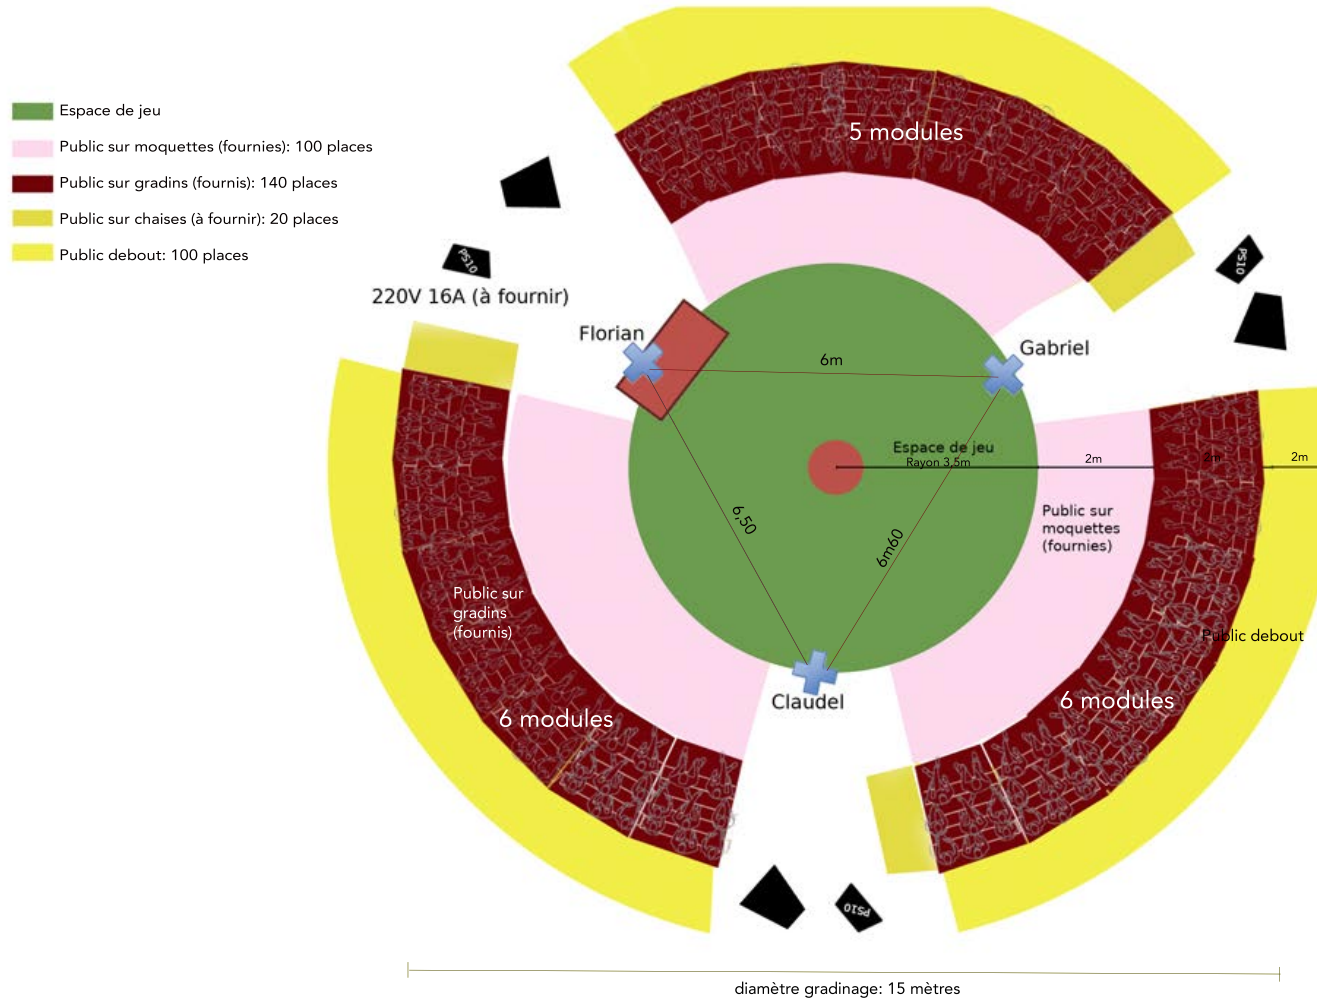 Espace de jeu
Public sur moquettes (fournies): 100 places
Public sur gradins (fournis): 140 places
Public sur chaises (à fournir): 20 places
Public debout: 100 places
5 modules
PS10
220V 16A (à fournir)
PS10
Florian
Gabriel
6m
Espace de jeu
Rayon 3,5m
2m
2m
2m
6,50
6m60
Public sur
moquettes
(fournies)
Public sur
gradins
(fournis)
Public debout
6 modules
6 modules
Claudel
PS10
diamètre gradinage: 15 mètres